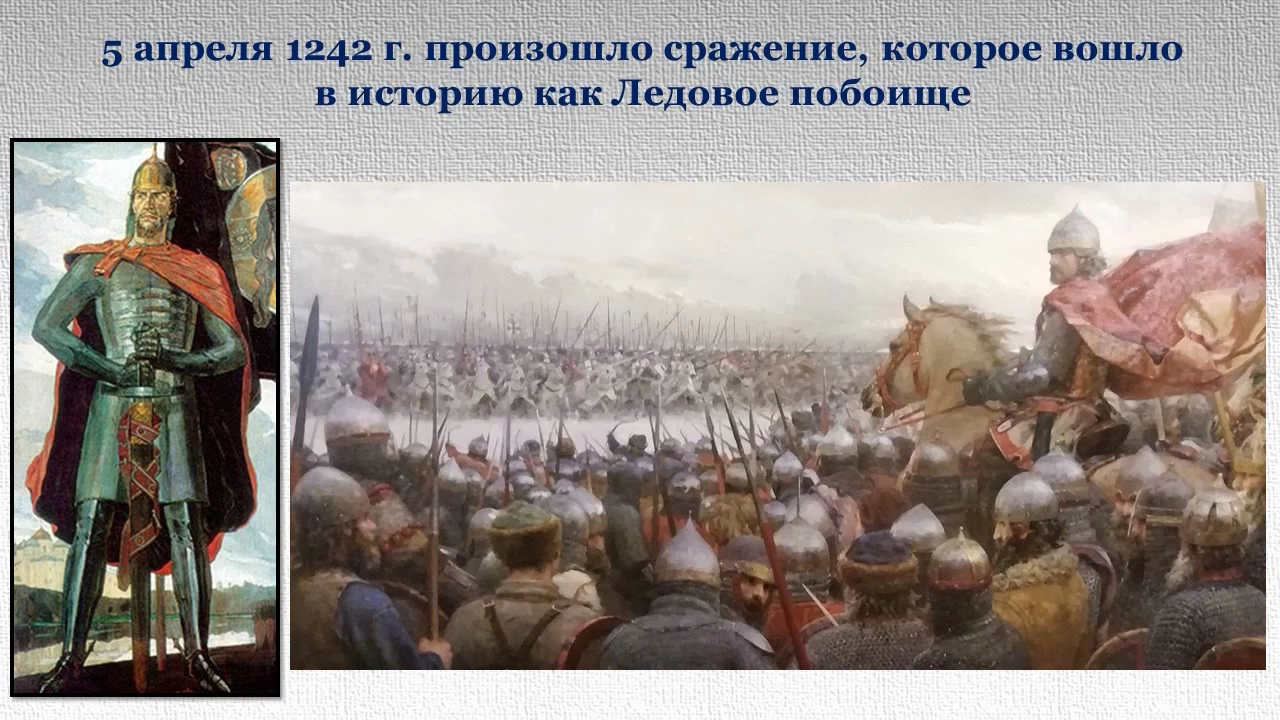 5 апреля 1242 г. произошло сражение, которое вошло
в историю как Ледовое побоище